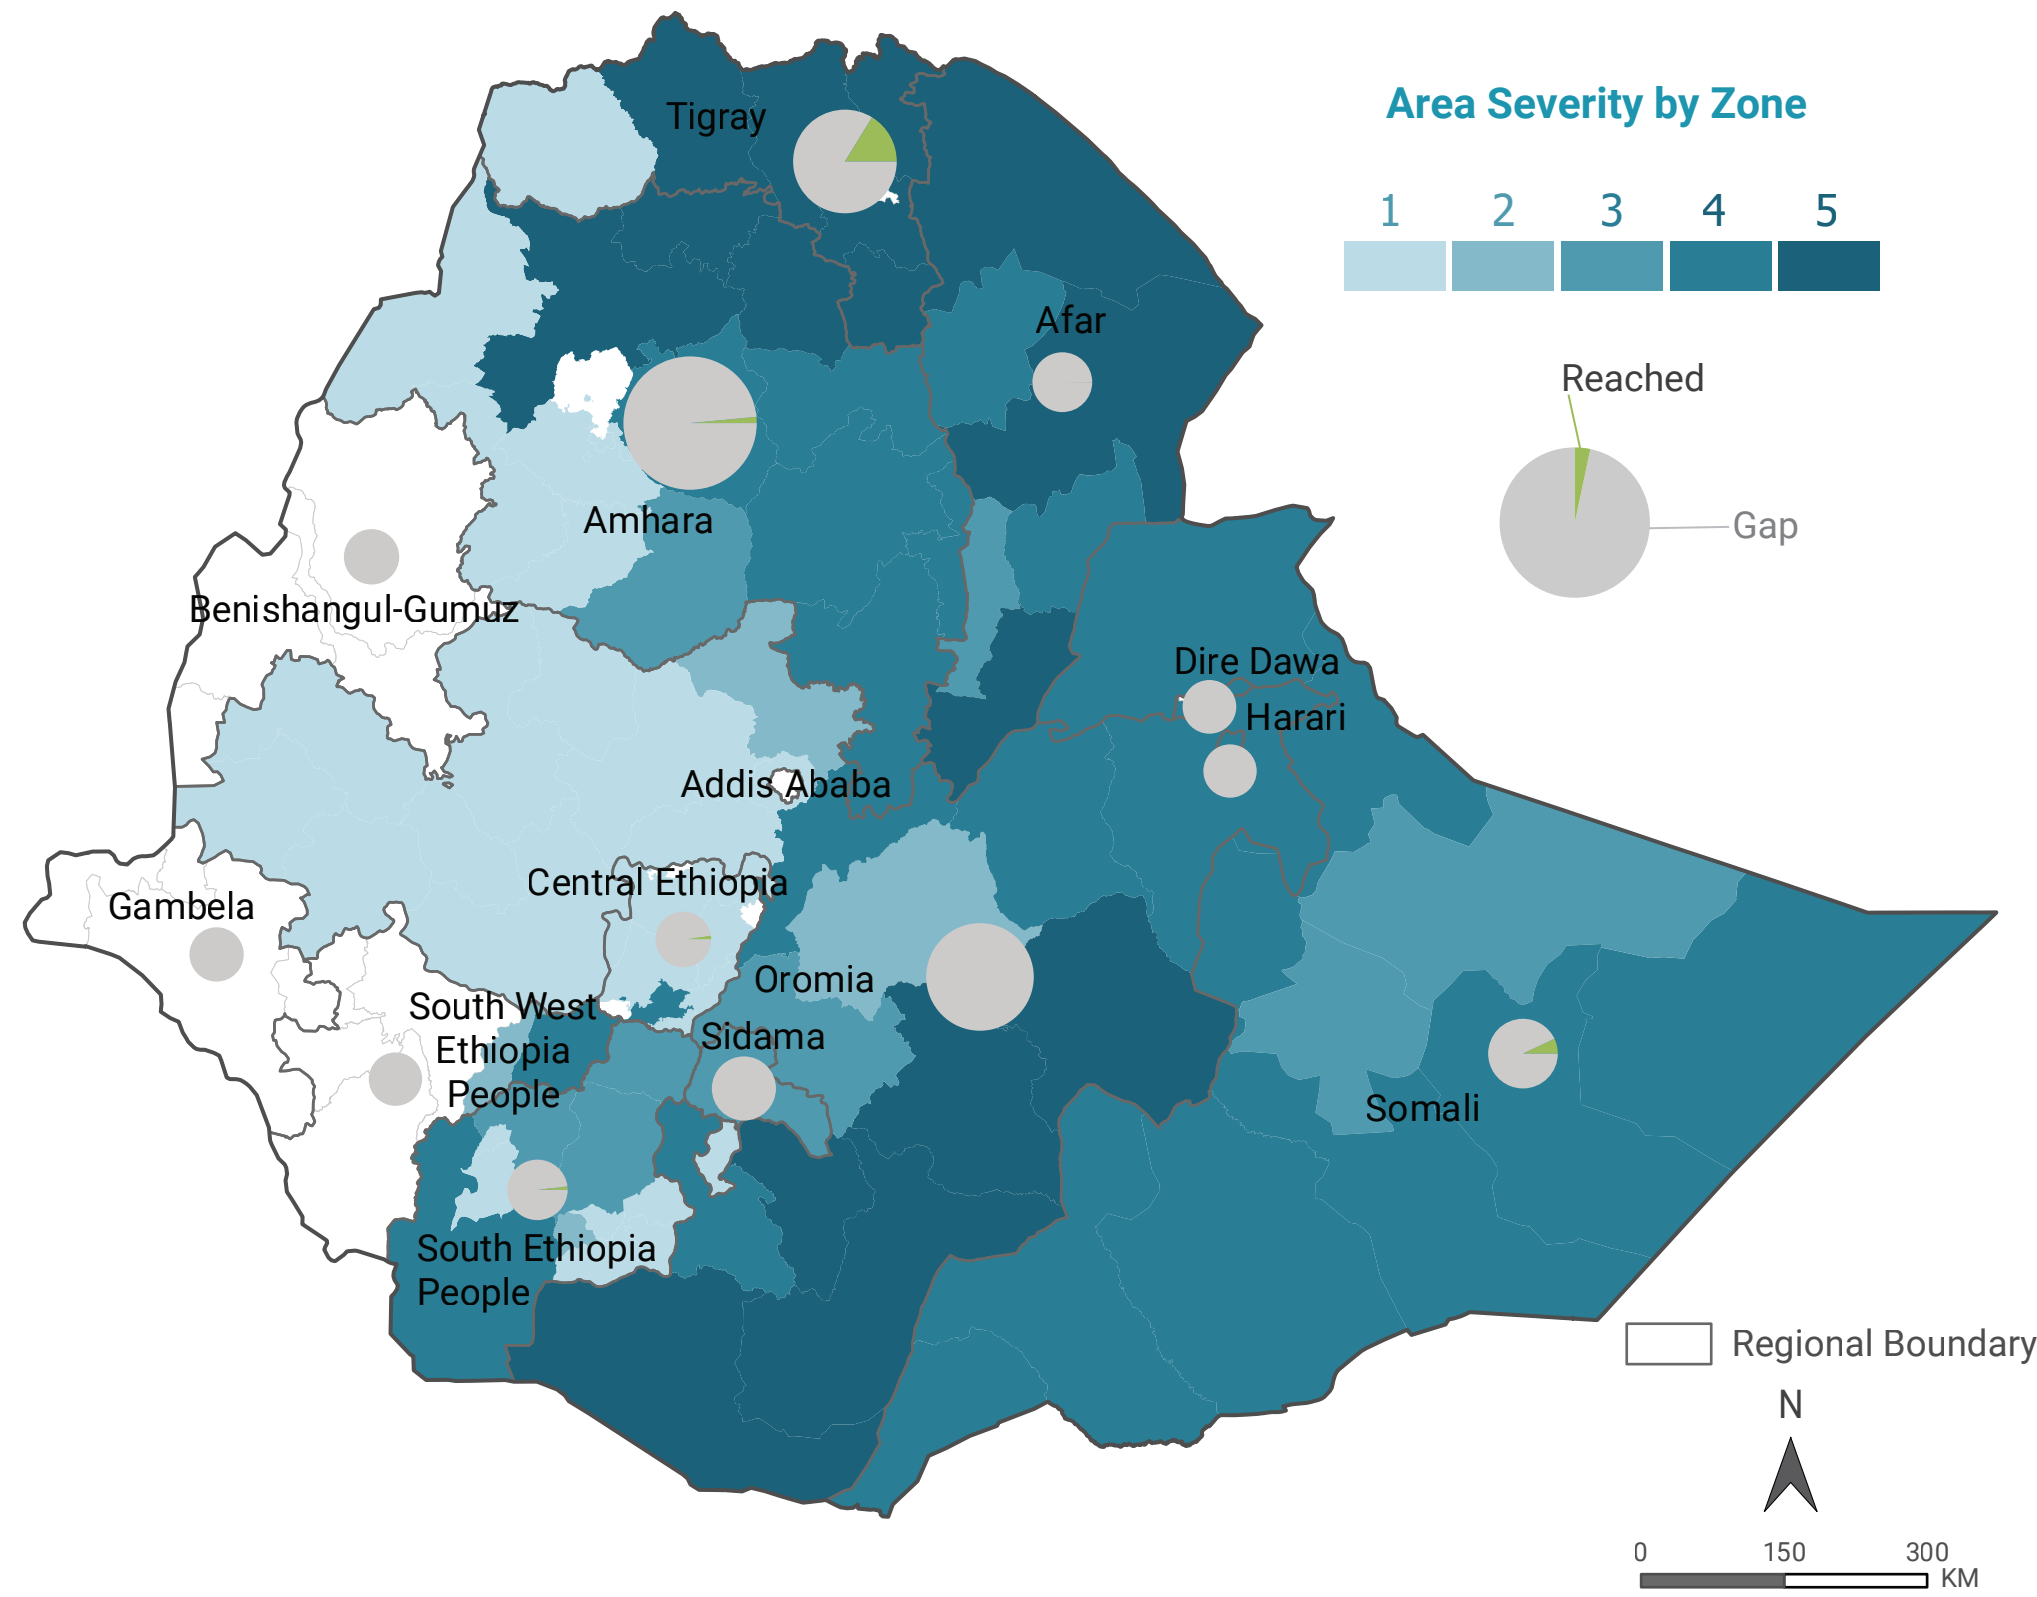 Area Severity by Zone
1 2 3 4 5
Tigray
Afar
Reached
Gap
Amhara
Benishangul-Gumuz
Dire Dawa
Harari
Addis Ababa
Central Ethiopia
Gambela
Oromia
South West
Ethiopia
People
Sidama
Somali
South Ethiopia
People
Regional Boundary
N
0 150 300
KM